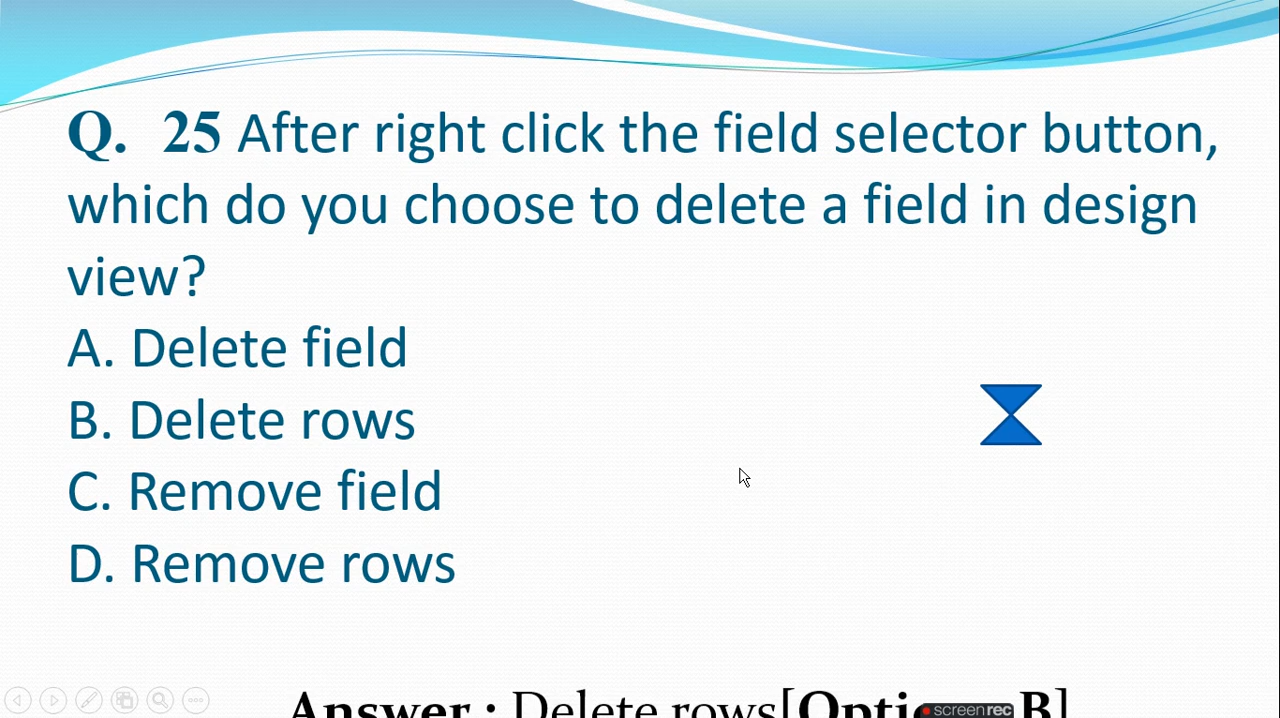 Q. 25 After right click the field selector button,
which do you choose to delete a field in design
view?
A. Delete field
B. Delete rows
C. Remove field
D. Remove rows
Answer : Delete rows[Optio B]
screenrec